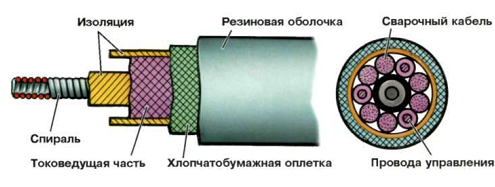 Изоляция
Резиновая оболочка
Сварочный кабель
Спираль
Токоведущая часть
Хлопчатобумажная оплетка
Провода управления